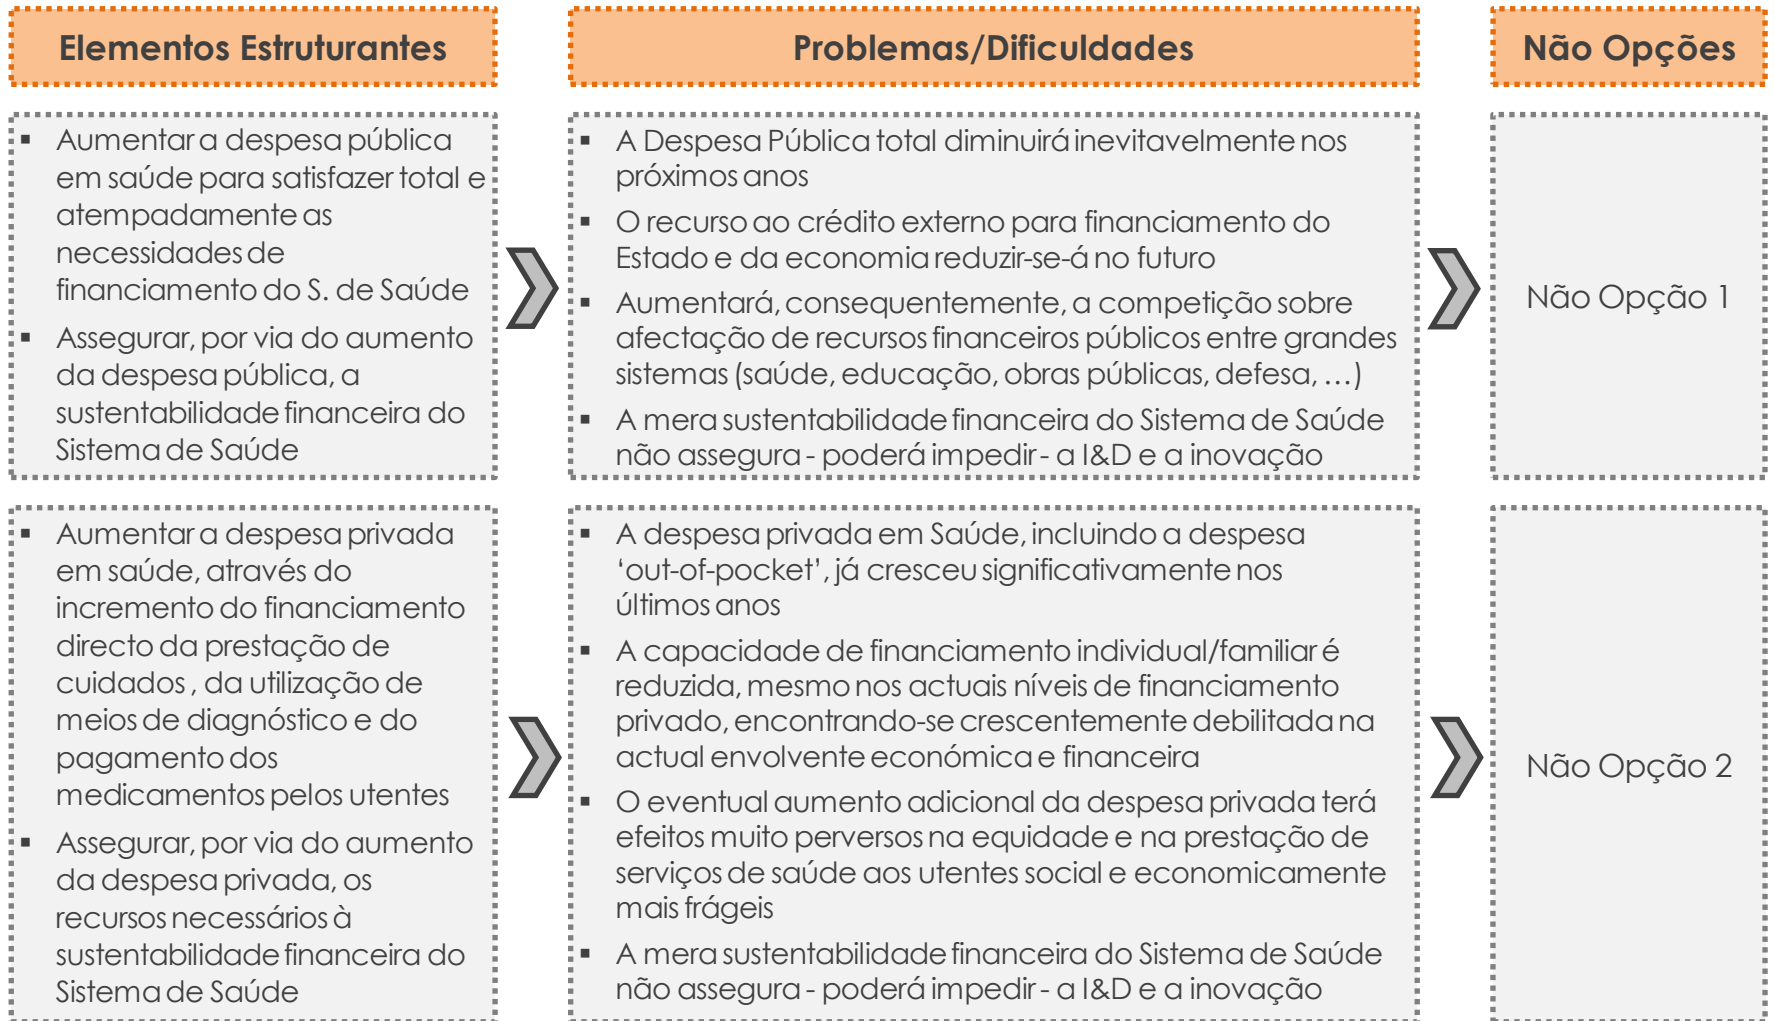 Elementos Estruturantes
Problemas/Dificuldades
Não Opções
▪ Aumentar a despesa pública
em saúde para satisfazer total e
atempadamente as
necessidades de
financiamento do S. de Saúde
▪ Assegurar, por via do aumento
da despesa pública, a
sustentabilidade financeira do
Sistema de Saúde
▪ A Despesa Pública total diminuirá inevitavelmente nos
próximos anos
▪ O recurso ao crédito externo para financiamento do
Estado e da economia reduzir-se-á no futuro
▪ Aumentará, consequentemente, a competição sobre
afectação de recursos financeiros públicos entre grandes
sistemas (saúde, educação, obras públicas, defesa, …)
▪ A mera sustentabilidade financeira do Sistema de Saúde
não assegura - poderá impedir - a I&D e a inovação
Não Opção 1
▪ Aumentar a despesa privada
em saúde, através do
incremento do financiamento
directo da prestação de
cuidados , da utilização de
meios de diagnóstico e do
pagamento dos
medicamentos pelos utentes
▪ Assegurar, por via do aumento
da despesa privada, os
recursos necessários à
sustentabilidade financeira do
Sistema de Saúde
▪ A despesa privada em Saúde, incluindo a despesa
‘out-of-pocket’, já cresceu significativamente nos
últimos anos
▪ A capacidade de financiamento individual/familiar é
reduzida, mesmo nos actuais níveis de financiamento
privado, encontrando-se crescentemente debilitada na
actual envolvente económica e financeira
▪ O eventual aumento adicional da despesa privada terá
efeitos muito perversos na equidade e na prestação de
serviços de saúde aos utentes social e economicamente
mais frágeis
▪ A mera sustentabilidade financeira do Sistema de Saúde
não assegura - poderá impedir - a I&D e a inovação
Não Opção 2